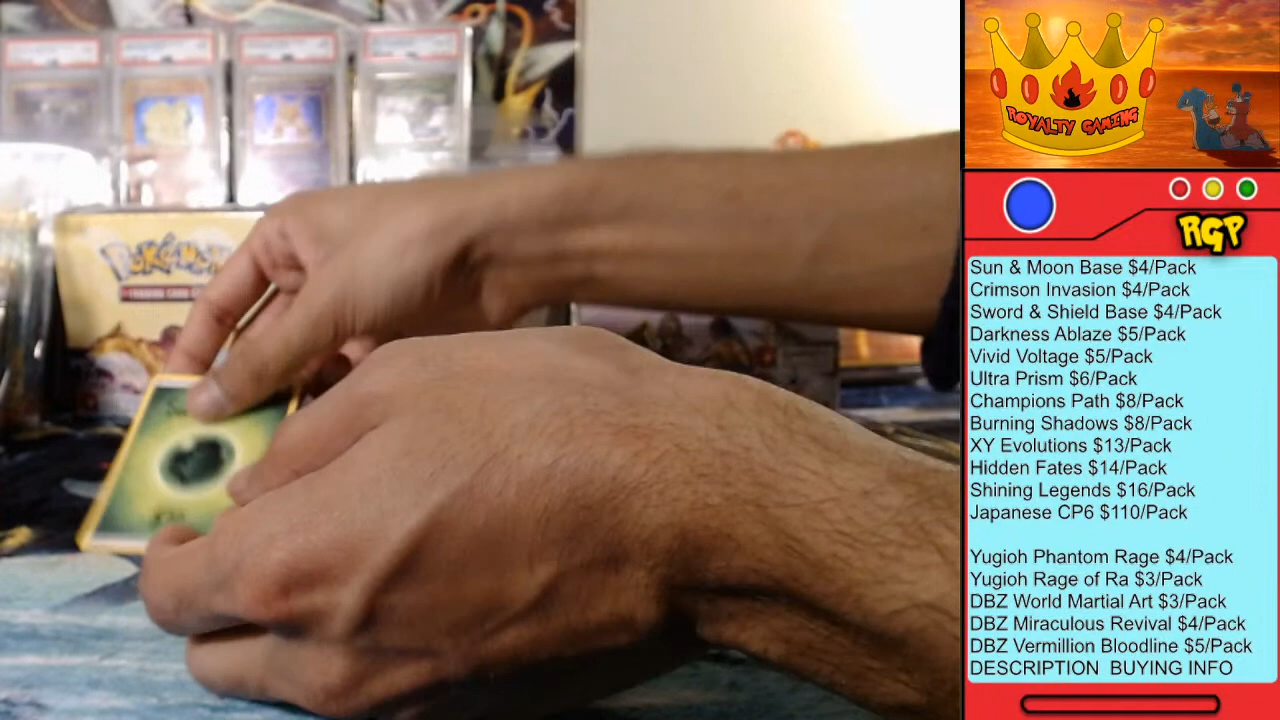 POKÉMON
ROYALTY GAMING
RGP
Sun & Moon Base $4/Pack
Crimson Invasion $4/Pack
Sword & Shield Base $4/Pack
Darkness Ablaze $5/Pack
Vivid Voltage $5/Pack
Ultra Prism $6/Pack
Champions Path $8/Pack
Burning Shadows $8/Pack
XY Evolutions $13/Pack
Hidden Fates $14/Pack
Shining Legends $16/Pack
Japanese CP6 $110/Pack
Yugioh Phantom Rage $4/Pack
Yugioh Rage of Ra $3/Pack
DBZ World Martial Art $3/Pack
DBZ Miraculous Revival $4/Pack
DBZ Vermillion Bloodline $5/Pack
DESCRIPTION BUYING INFO